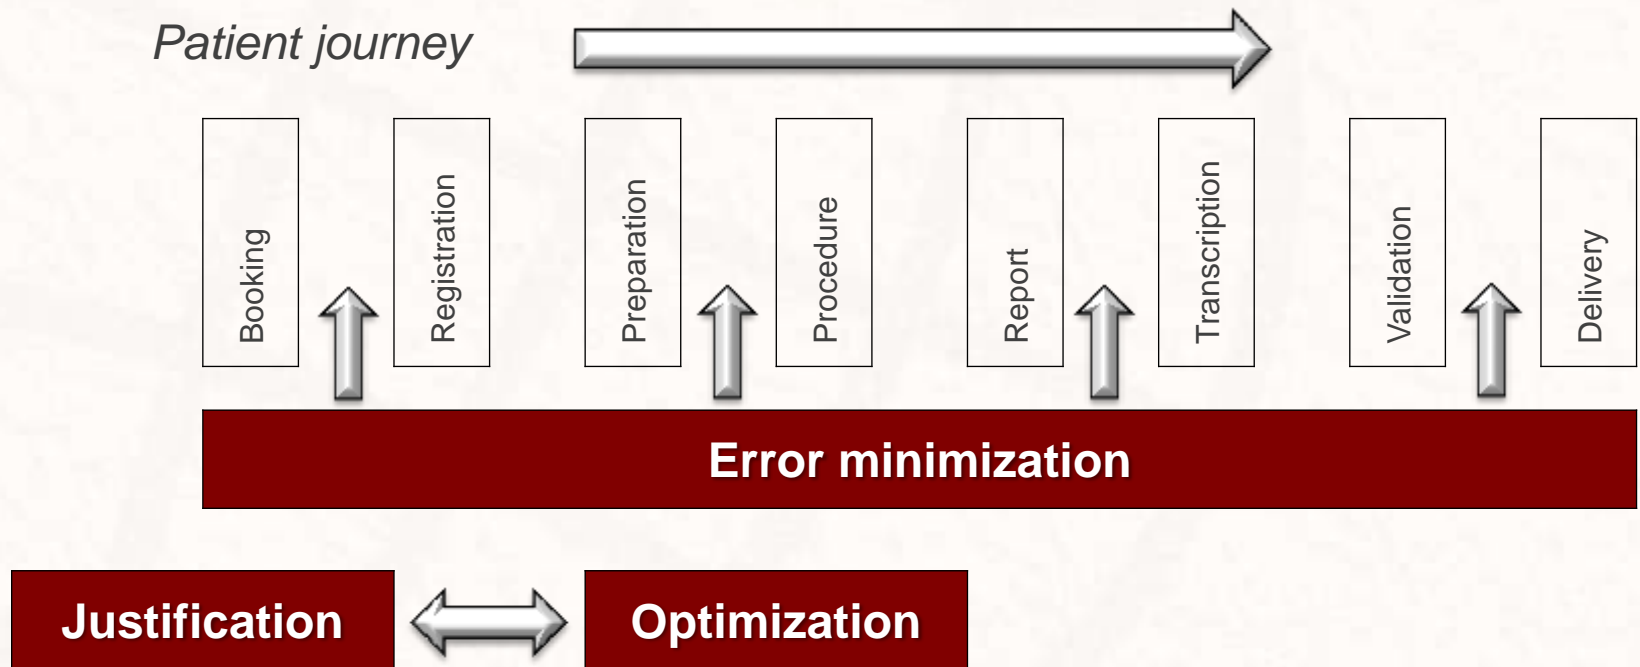 Patient journey
Booking
Registration
Preparation
Procedure
Report
Transcription
Validation
Delivery
Error minimization
Justification
Optimization